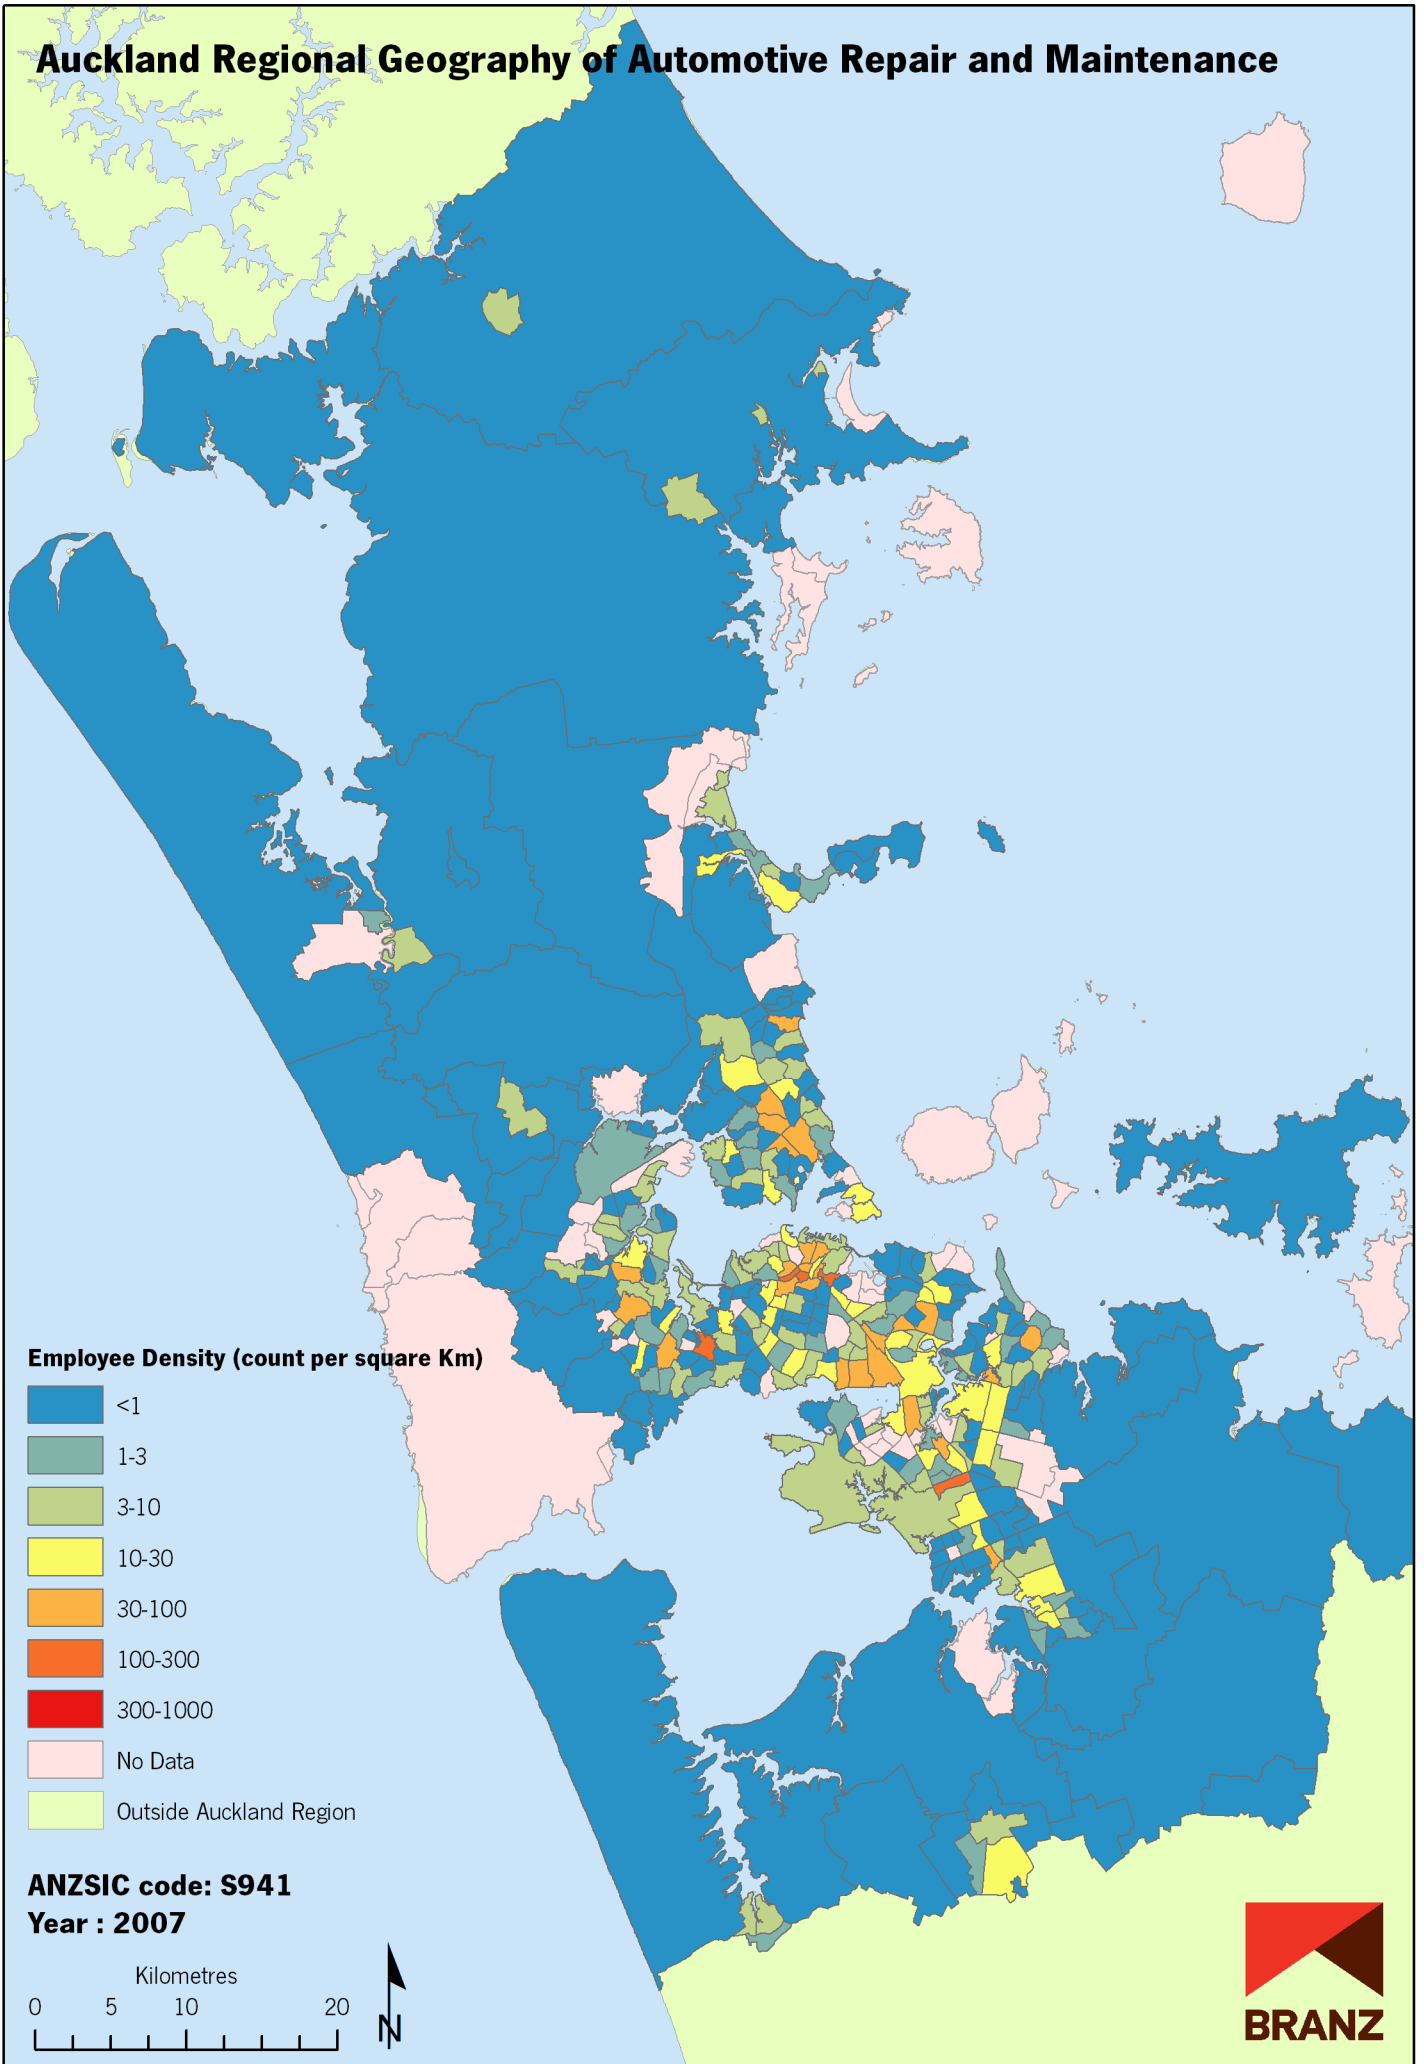 Auckland Regional Geography of Automotive Repair and Maintenance
Employee Density (count per square Km)
<1
1-3
3-10
10-30
30-100
100-300
300-1000
No Data
Outside Auckland Region
ANZSIC code: S941
Year : 2007
Kilometres
0 5 10 20
N
BRANZ